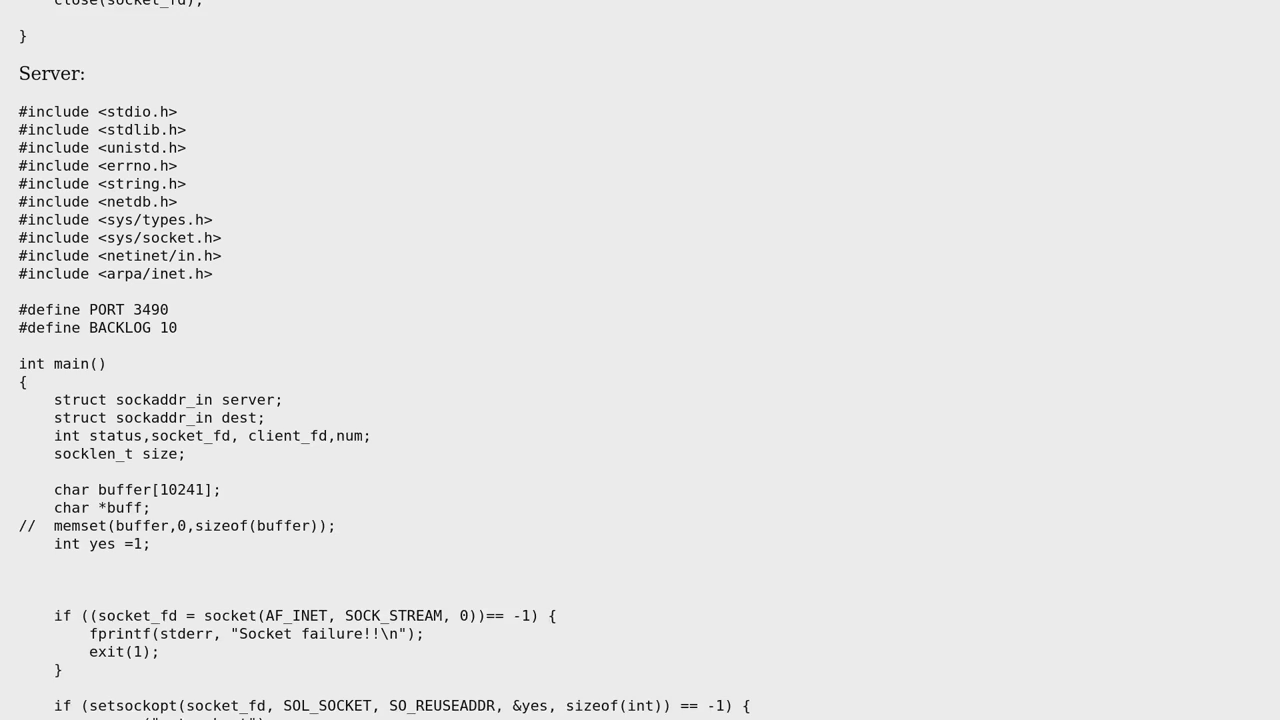 close(socket_fd);
}
Server:
#include <stdio.h>
#include <stdlib.h>
#include <unistd.h>
#include <errno.h>
#include <string.h>
#include <netdb.h>
#include <sys/types.h>
#include <sys/socket.h>
#include <netinet/in.h>
#include <arpa/inet.h>
#define PORT 3490
#define BACKLOG 10
int main()
{
struct sockaddr_in server;
struct sockaddr_in dest;
int status,socket_fd, client_fd,num;
socklen_t size;
char buffer[10241];
char *buff;
//  memset(buffer,0,sizeof(buffer));
int yes =1;
if ((socket_fd = socket(AF_INET, SOCK_STREAM, 0))== -1) {
fprintf(stderr, "Socket failure!!\n");
exit(1);
}
if (setsockopt(socket_fd, SOL_SOCKET, SO_REUSEADDR, &yes, sizeof(int)) == -1) {